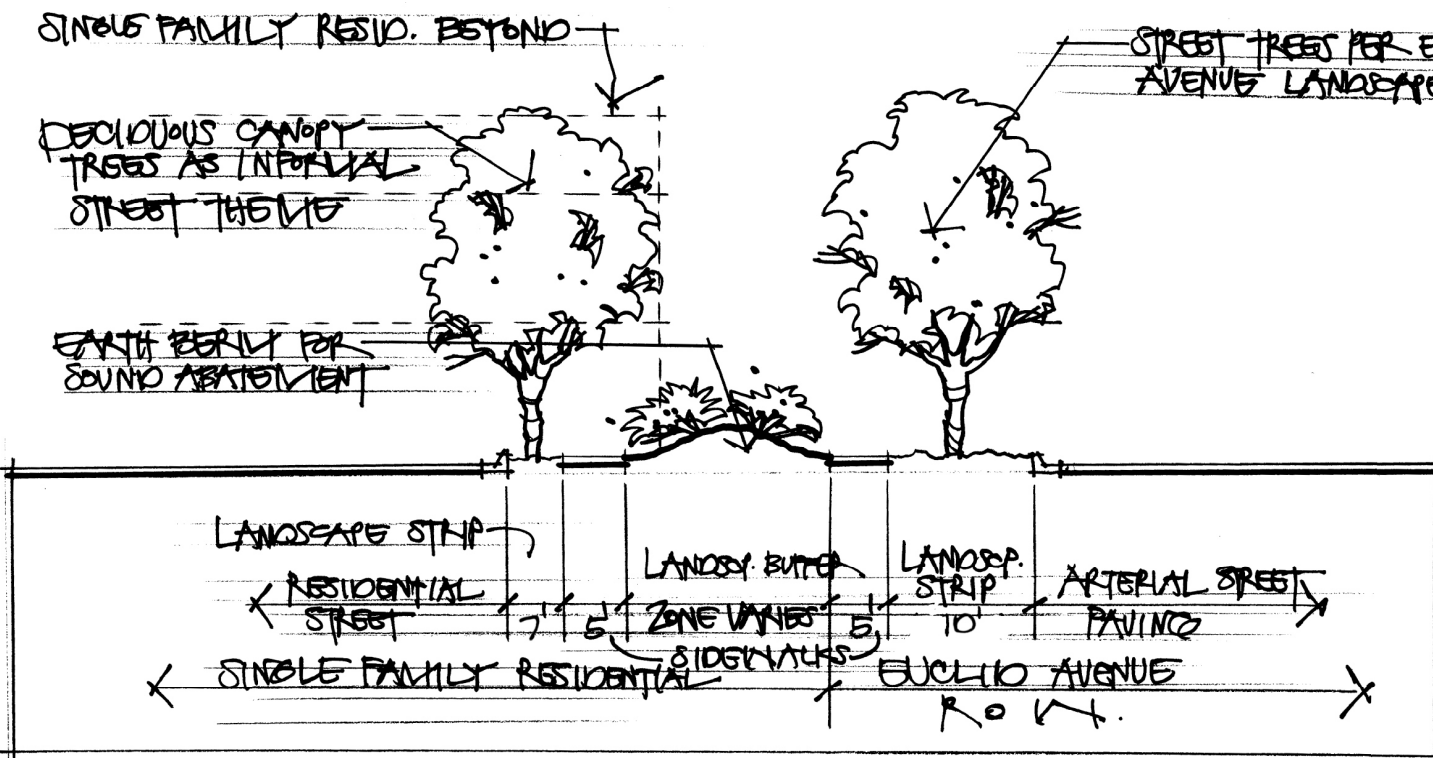 SINGLE FAMILY RESID. BEYOND
STREET TREES PER E
AVENUE LANDSCAPE
DECIDUOUS CANOPY
TREES AS INFORMAL
STREET THEME
EARTH BERM FOR
SOUND ABATEMENT
LANDSCAPE STRIP
RESIDENTIAL
STREET
7'
5'
LANDSCP. BUFFER
ZONE VARIES
5'
SIDEWALKS
LANDSCP.
STRIP
10'
ARTERIAL STREET
PAVING
SINGLE FAMILY RESIDENTIAL
EUCLID AVENUE
R.O.W.